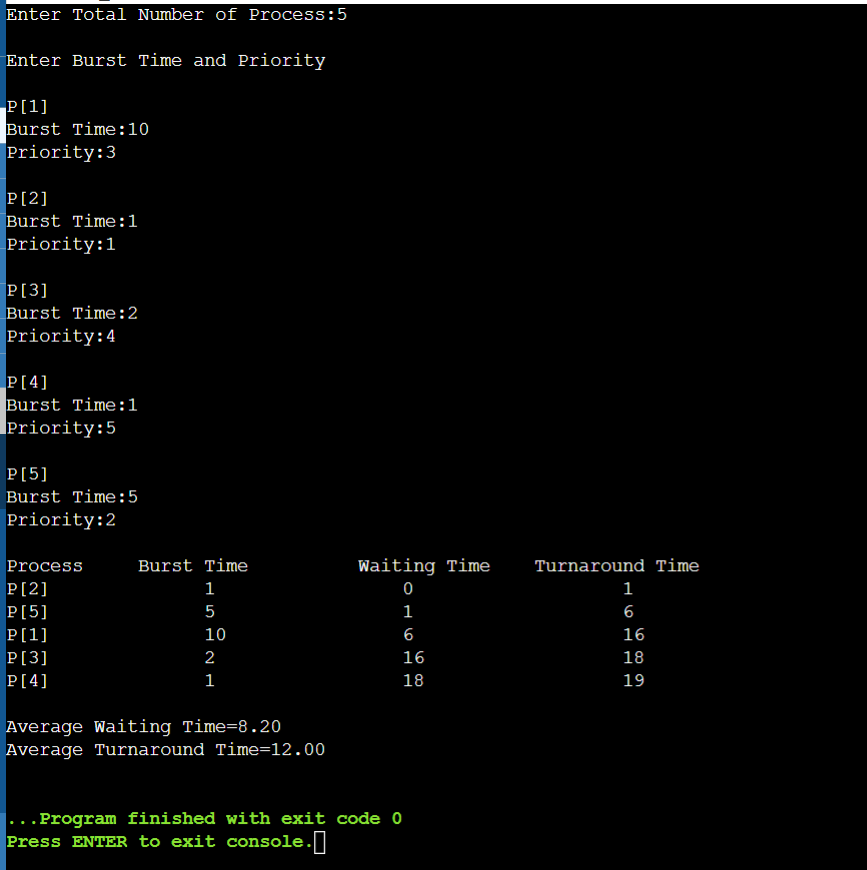 Enter Total Number of Process:5
Enter Burst Time and Priority
P[1]
Burst Time:10
Priority:3
P[2]
Burst Time:1
Priority:1
P[3]
Burst Time:2
Priority:4
P[4]
Burst Time:1
Priority:5
P[5]
Burst Time:5
Priority:2
Process Burst Time Waiting Time Turnaround Time
P[2] 1 0 1
P[5] 5 1 6
P[1] 10 6 16
P[3] 2 16 18
P[4] 1 18 19
Average Waiting Time=8.20
Average Turnaround Time=12.00
...Program finished with exit code 0
Press ENTER to exit console.